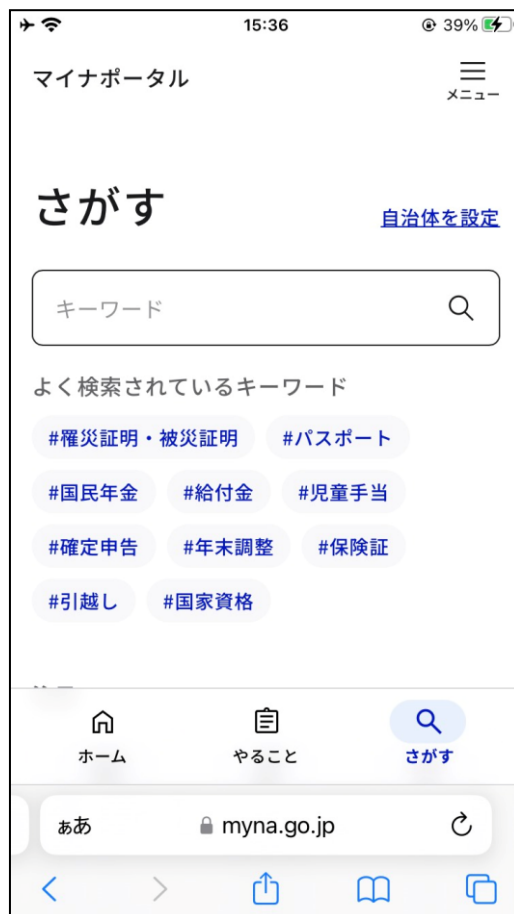 15:36 39%
マイナポータル
メニュー
さがす
自治体を設定
キーワード
よく検索されているキーワード
#罹災証明・被災証明 #パスポート
#国民年金 #給付金 #児童手当
#確定申告 #年末調整 #保険証
#引越し #国家資格
ホーム やること さがす
ぁあ myna.go.jp